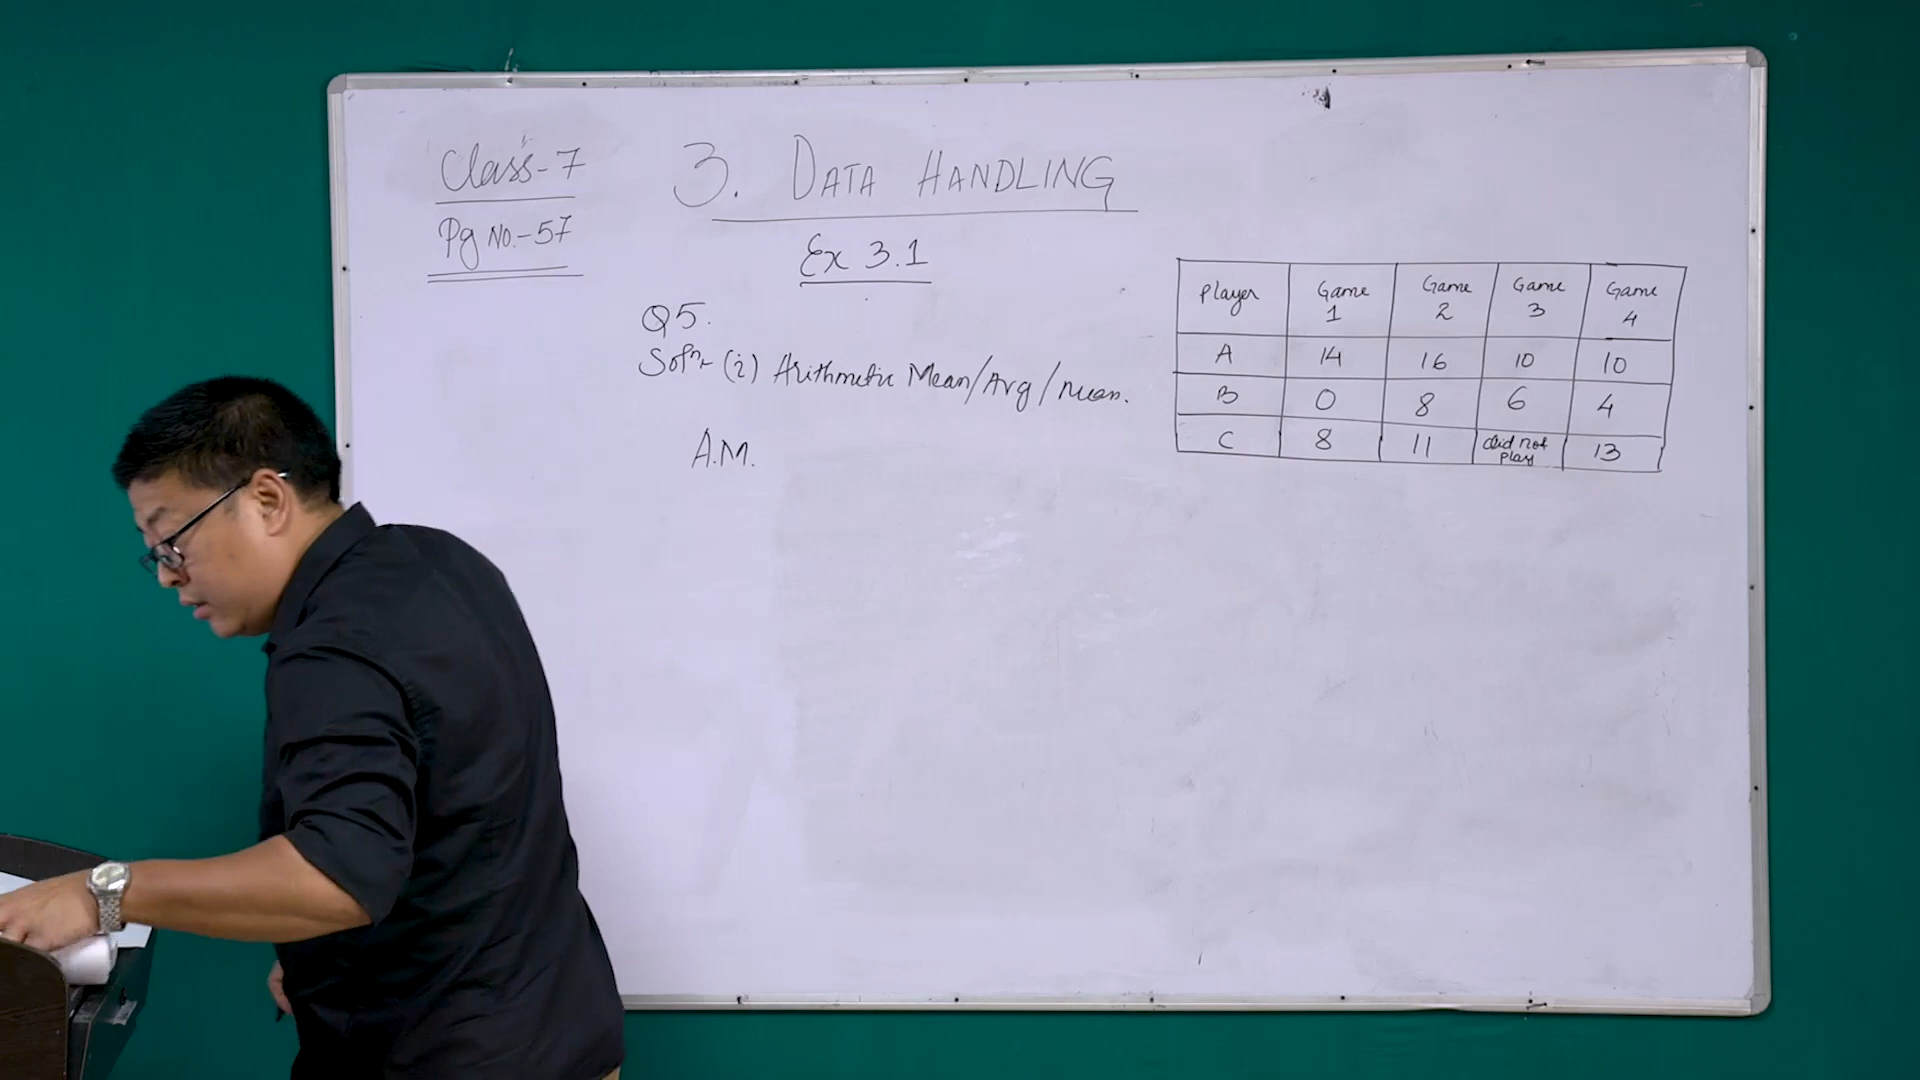 Class-7
Pg No.-57
3. DATA HANDLING
Ex 3.1
Q5.
Solⁿ- (i) Arithmetic Mean/Avg/Mean.
A.M.
Player Game 1 Game 2 Game 3 Game 4
A 14 16 10 10
B 0 8 6 4
C 8 11 did not play 13